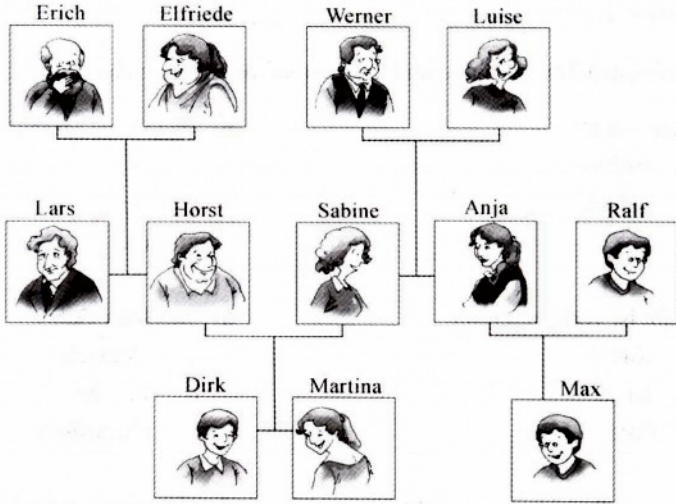 Erich Elfriede Werner Luise
Lars Horst Sabine Anja Ralf
Dirk Martina Max